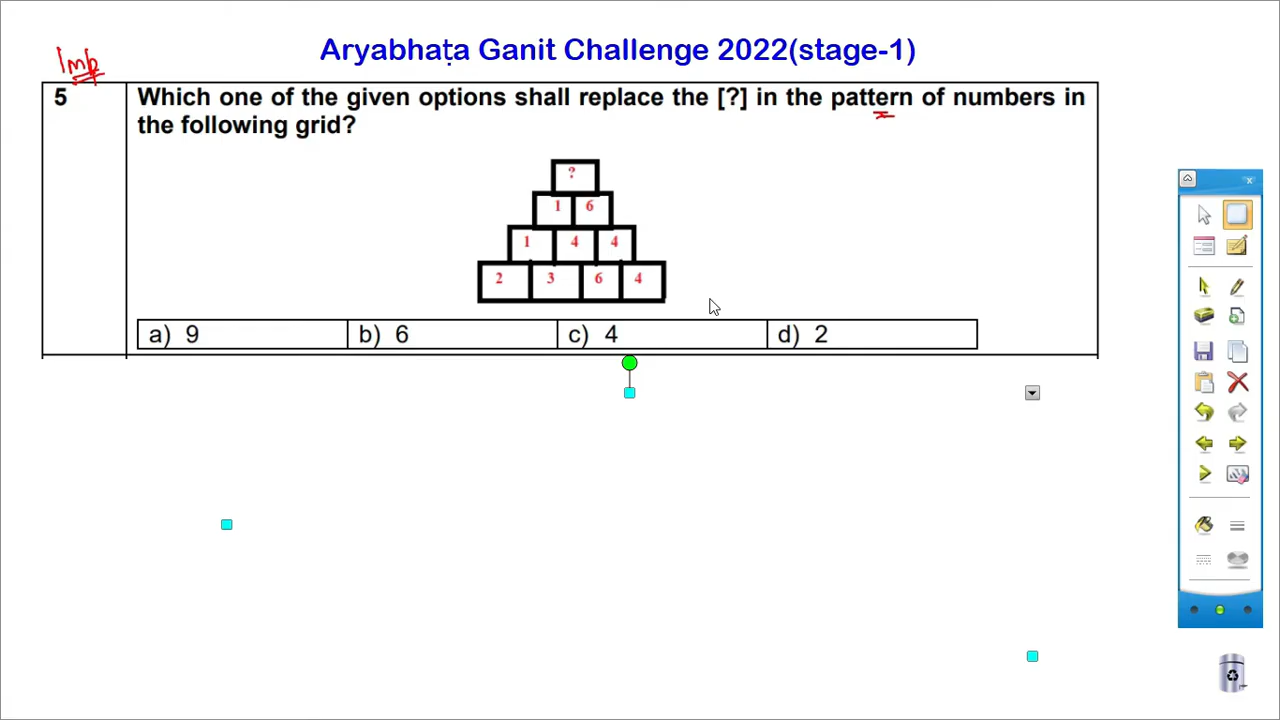 Aryabhaṭa Ganit Challenge 2022(stage-1)
Imp
5
Which one of the given options shall replace the [?] in the pattern of numbers in
the following grid?
?
1 6
1 4 4
2 3 6 4
a) 9 b) 6 c) 4 d) 2